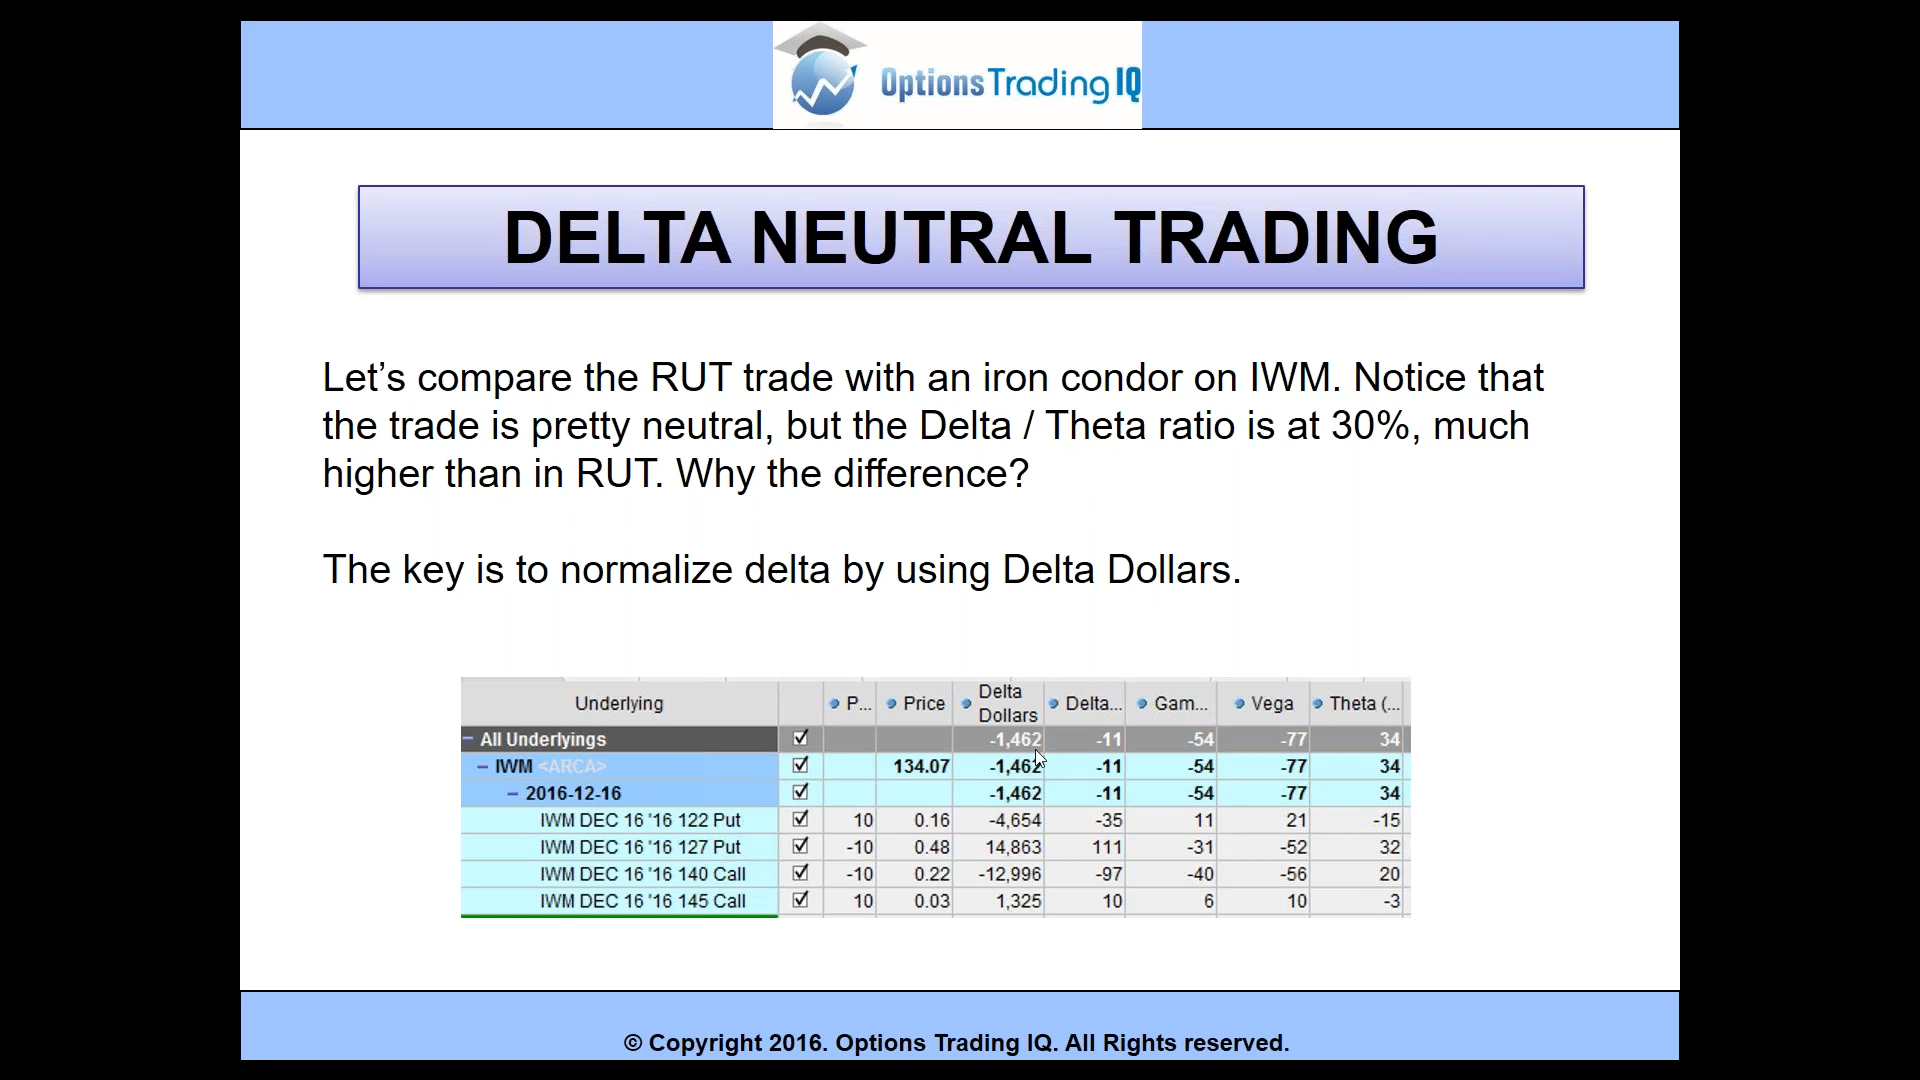 Options Trading IQ
DELTA NEUTRAL TRADING
Let’s compare the RUT trade with an iron condor on IWM. Notice that
the trade is pretty neutral, but the Delta / Theta ratio is at 30%, much
higher than in RUT. Why the difference?
The key is to normalize delta by using Delta Dollars.
Underlying P... Price Delta Dollars Delta... Gam... Vega Theta (...
All Underlyings -1,462 -11 -54 -77 34
IWM <ARCA> 134.07 -1,462 -11 -54 -77 34
2016-12-16 -1,462 -11 -54 -77 34
IWM DEC 16 '16 122 Put 10 0.16 -4,654 -35 11 21 -15
IWM DEC 16 '16 127 Put -10 0.48 14,863 111 -31 -52 32
IWM DEC 16 '16 140 Call -10 0.22 -12,996 -97 -40 -56 20
IWM DEC 16 '16 145 Call 10 0.03 1,325 10 6 10 -3
© Copyright 2016. Options Trading IQ. All Rights reserved.